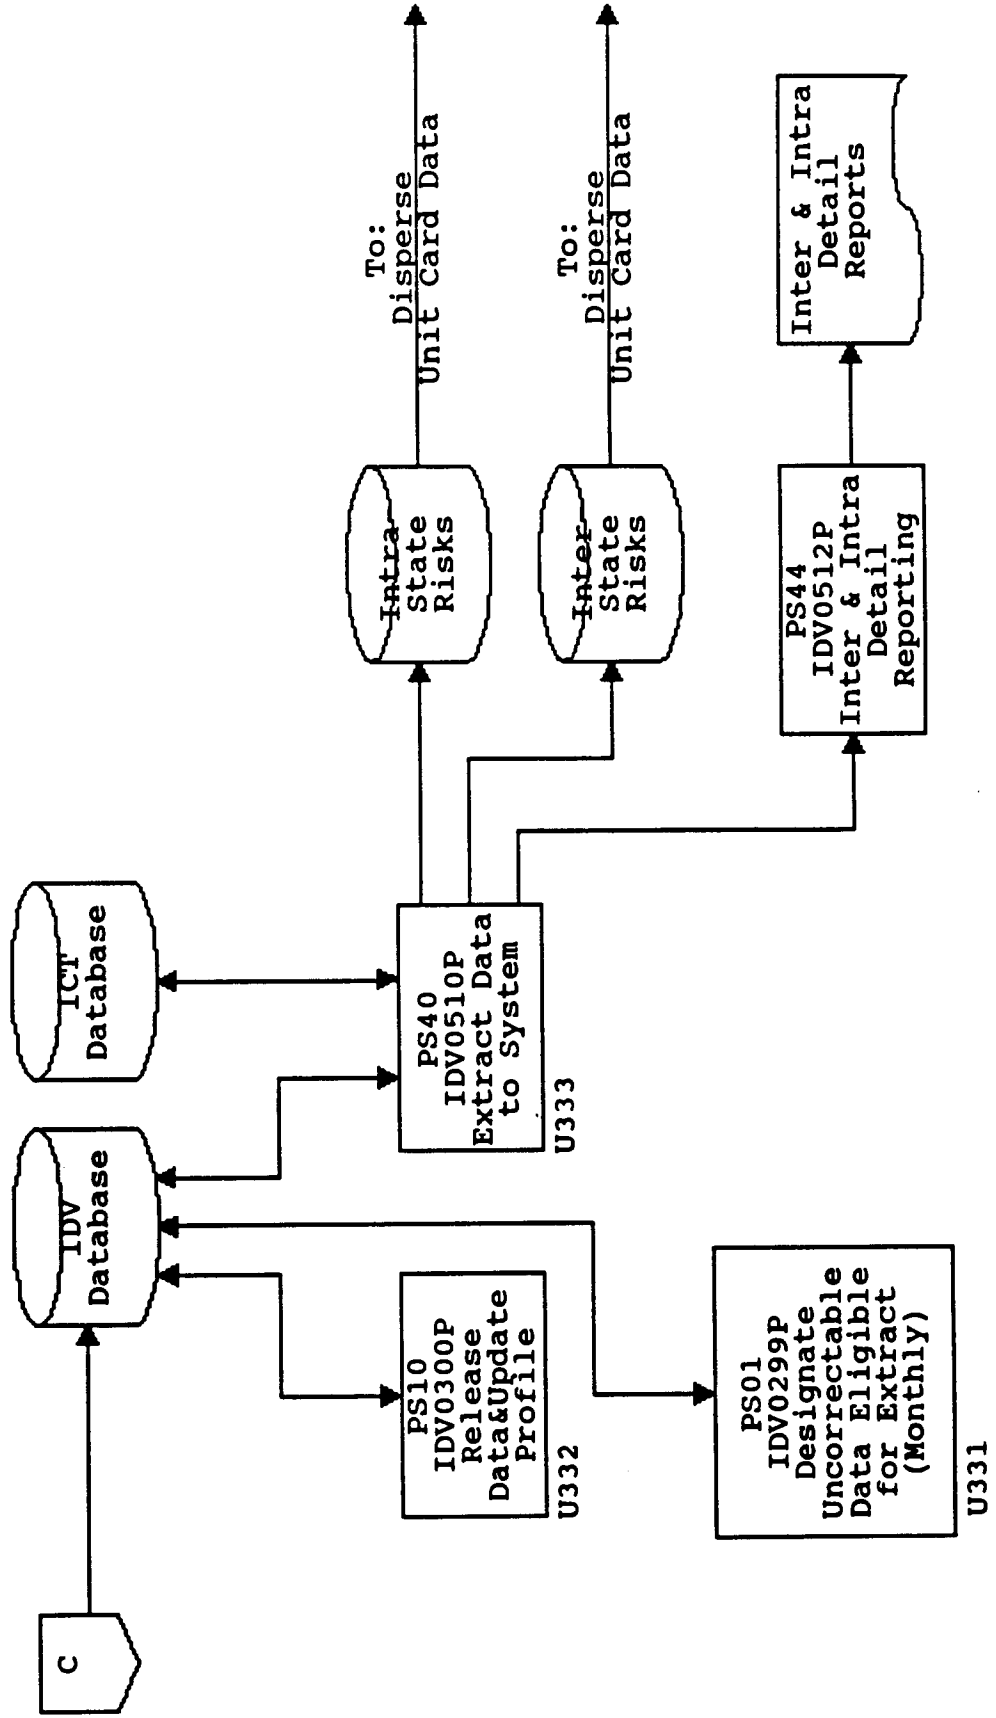 C
IDV
Database
ICT
Database
PS10
IDV0300P
Release
Data&Update
Profile
U332
PS40
IDV0510P
Extract Data
to System
U333
Intra
State
Risks
To:
Disperse
Unit Card Data
Inter
State
Risks
To:
Disperse
Unit Card Data
PS01
IDV0299P
Designate
Uncorrectable
Data Eligible
for Extract
(Monthly)
U331
PS44
IDV0512P
Inter & Intra
Detail
Reporting
Inter & Intra
Detail
Reports